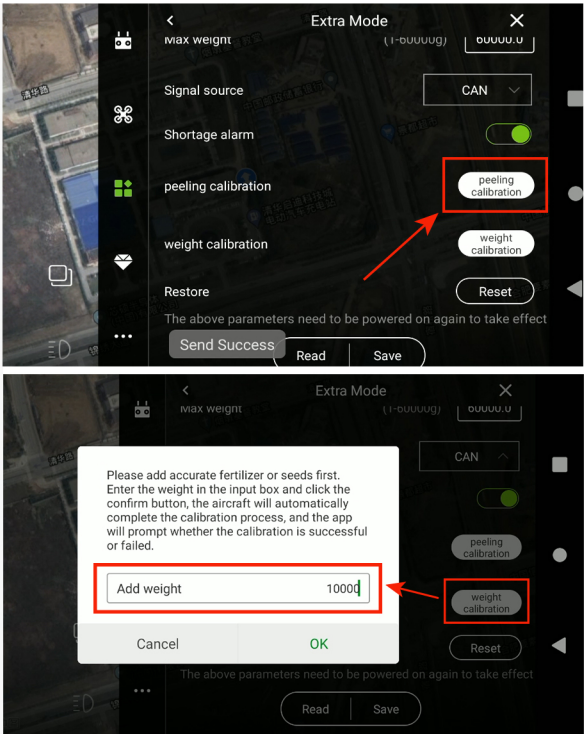 Extra Mode
Max weight (1-60000g) 60000.0
Signal source CAN
Shortage alarm
peeling calibration peeling calibration
weight calibration weight calibration
Restore Reset
The above parameters need to be powered on again to take effect
Send Success
Read Save
Extra Mode
Max weight (1-60000g) 60000.0
CAN
Please add accurate fertilizer or seeds first.
Enter the weight in the input box and click the
confirm button, the aircraft will automatically
complete the calibration process, and the app
will prompt whether the calibration is successful
or failed.
peeling
calibration
Add weight 10000
weight
calibration
Cancel OK
Reset
The above parameters need to be powered on again to take effect
Read Save